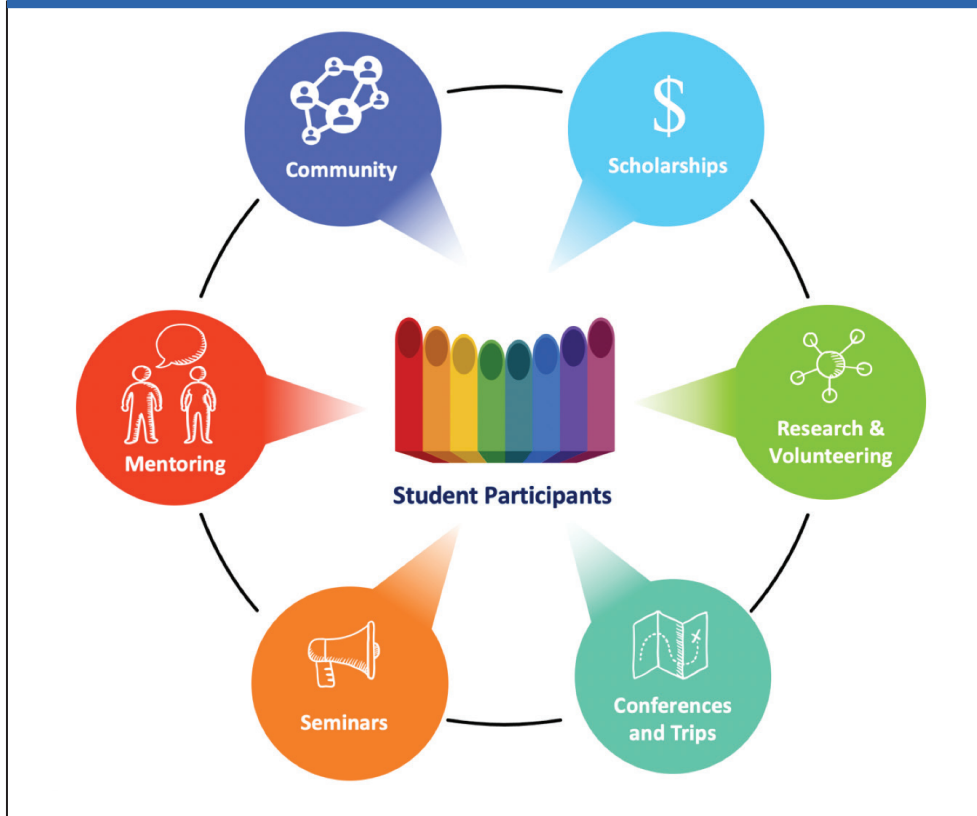 Community
$
Scholarships
Mentoring
Research &
Volunteering
Student Participants
Seminars
Conferences
and Trips